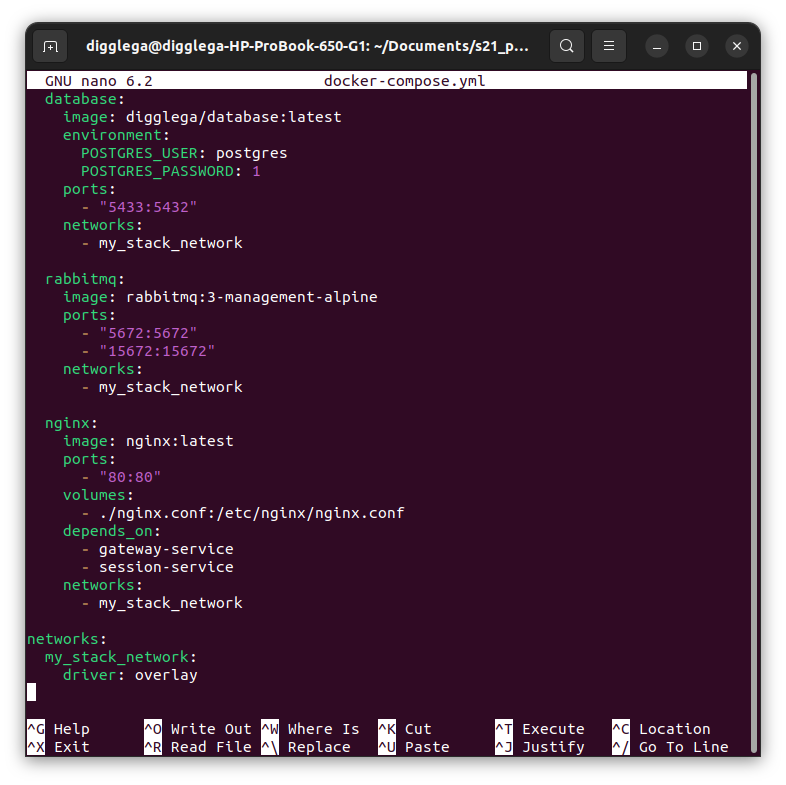 digglega@digglega-HP-ProBook-650-G1: ~/Documents/s21_p...
GNU nano 6.2 docker-compose.yml
database:
image: digglega/database:latest
environment:
POSTGRES_USER: postgres
POSTGRES_PASSWORD: 1
ports:
- "5433:5432"
networks:
- my_stack_network
rabbitmq:
image: rabbitmq:3-management-alpine
ports:
- "5672:5672"
- "15672:15672"
networks:
- my_stack_network
nginx:
image: nginx:latest
ports:
- "80:80"
volumes:
- ./nginx.conf:/etc/nginx/nginx.conf
depends_on:
- gateway-service
- session-service
networks:
- my_stack_network
networks:
my_stack_network:
driver: overlay
^G Help ^O Write Out ^W Where Is ^K Cut ^T Execute ^C Location
^X Exit ^R Read File ^\ Replace ^U Paste ^J Justify ^/ Go To Line